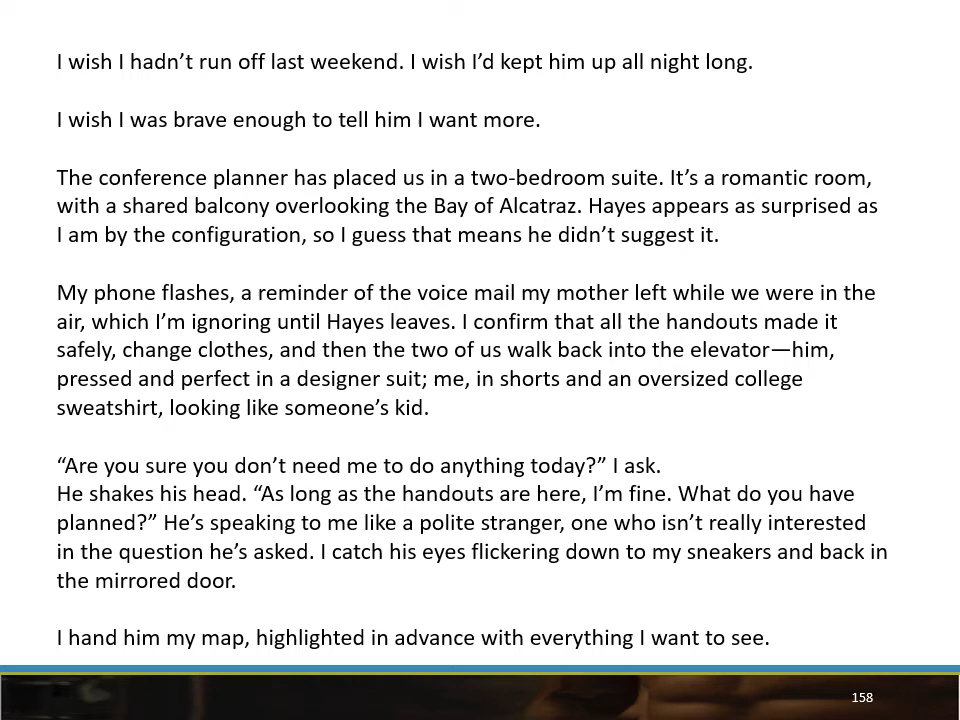 I wish I hadn’t run off last weekend. I wish I’d kept him up all night long.
I wish I was brave enough to tell him I want more.
The conference planner has placed us in a two-bedroom suite. It’s a romantic room,
with a shared balcony overlooking the Bay of Alcatraz. Hayes appears as surprised as
I am by the configuration, so I guess that means he didn’t suggest it.
My phone flashes, a reminder of the voice mail my mother left while we were in the
air, which I’m ignoring until Hayes leaves. I confirm that all the handouts made it
safely, change clothes, and then the two of us walk back into the elevator—him,
pressed and perfect in a designer suit; me, in shorts and an oversized college
sweatshirt, looking like someone’s kid.
“Are you sure you don’t need me to do anything today?” I ask.
He shakes his head. “As long as the handouts are here, I’m fine. What do you have
planned?” He’s speaking to me like a polite stranger, one who isn’t really interested
in the question he’s asked. I catch his eyes flickering down to my sneakers and back in
the mirrored door.
I hand him my map, highlighted in advance with everything I want to see.
158